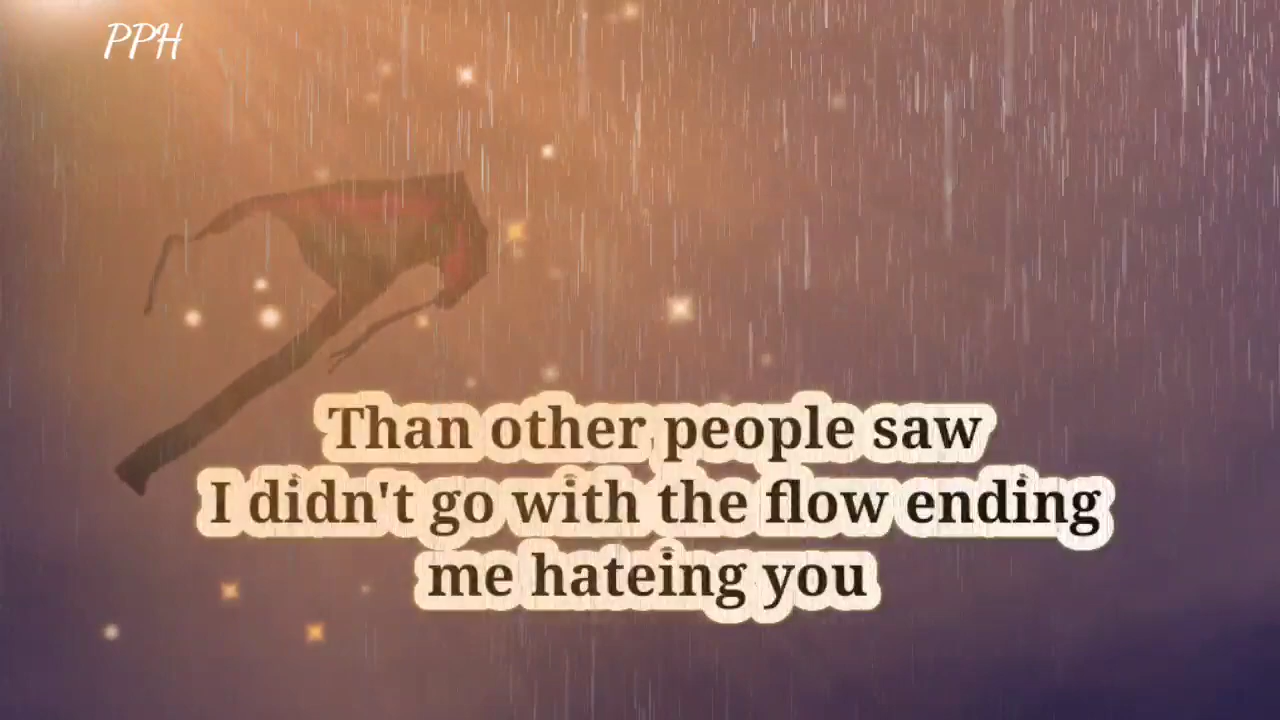 PPH
Than other people saw
I didn't go with the flow ending
me hateing you